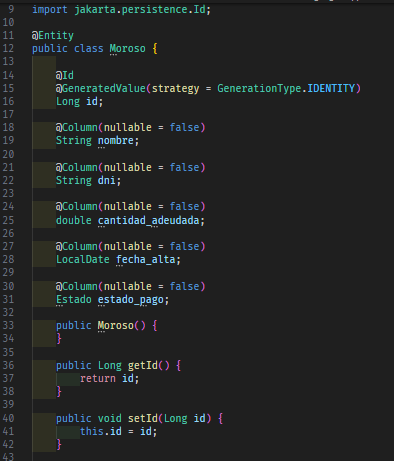 9 import jakarta.persistence.Id;
10
11 @Entity
12 public class Moroso {
13
14 @Id
15 @GeneratedValue(strategy = GenerationType.IDENTITY)
16 Long id;
17
18 @Column(nullable = false)
19 String nombre;
20
21 @Column(nullable = false)
22 String dni;
23
24 @Column(nullable = false)
25 double cantidad_adeudada;
26
27 @Column(nullable = false)
28 LocalDate fecha_alta;
29
30 @Column(nullable = false)
31 Estado estado_pago;
32
33 public Moroso() {
34 }
35
36 public Long getId() {
37 return id;
38 }
39
40 public void setId(Long id) {
41 this.id = id;
42 }
43